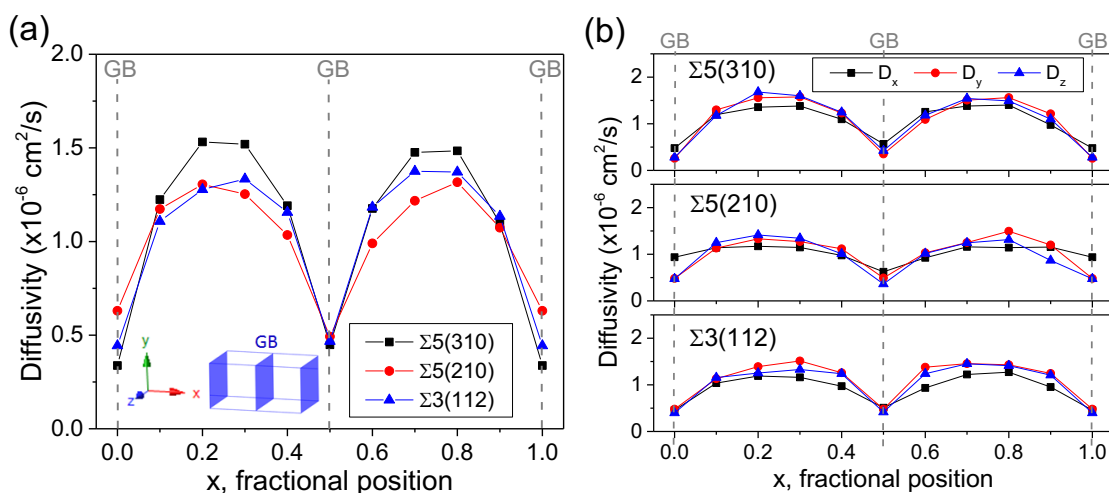 (a)
GB GB GB
2.0
1.5
1.0
0.5
0.0
Diffusivity (x10⁻⁶ cm²/s)
y
x
z
GB
Σ5(310)
Σ5(210)
Σ3(112)
0.0 0.2 0.4 0.6 0.8 1.0
x, fractional position
(b)
GB GB GB
Diffusivity (x10⁻⁶ cm²/s)
Σ5(310)
Dₓ D_y D_z
2
1
0
Σ5(210)
2
1
0
Σ3(112)
2
1
0
0.0 0.2 0.4 0.6 0.8 1.0
x, fractional position